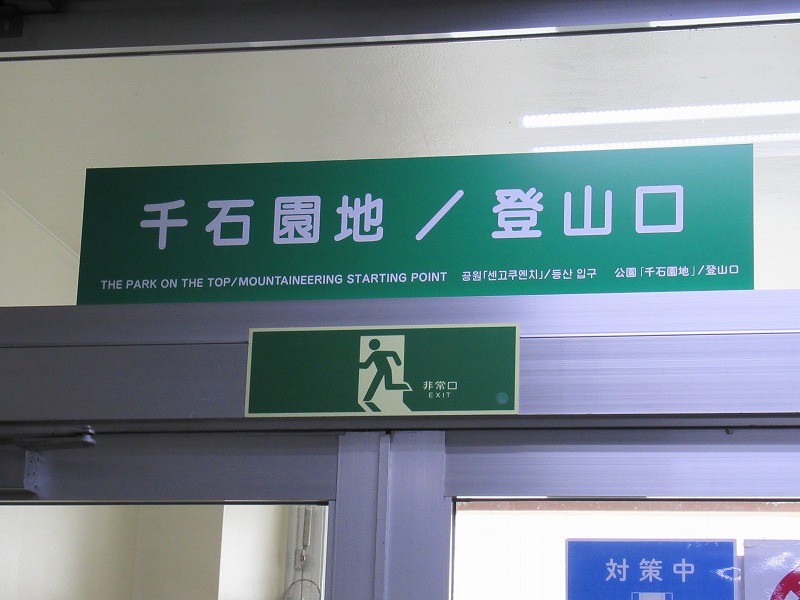 千石園地／登山口
THE PARK ON THE TOP/MOUNTAINEERING STARTING POINT 공원「센고쿠엔치」/등산 입구 公園「千石園地」/登山口
非常口
EXIT
対策中